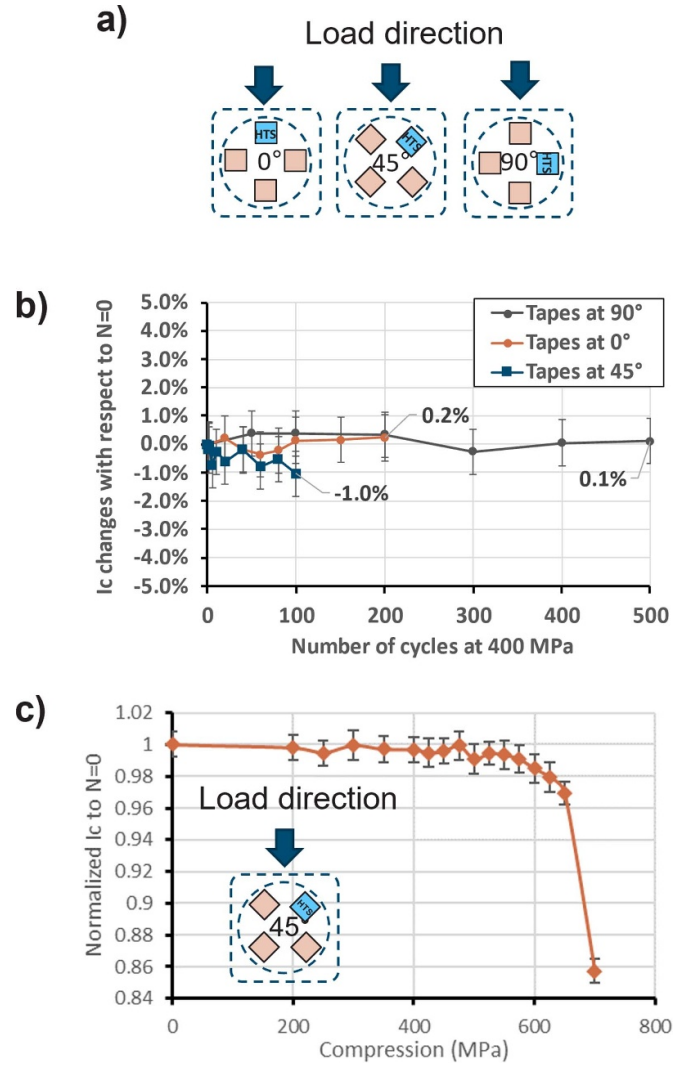 a)
Load direction
HTS
0°
HTS
45°
90°
HTS
b)
Ic changes with respect to N=0
5.0%
4.0%
3.0%
2.0%
1.0%
0.0%
-1.0%
-2.0%
-3.0%
-4.0%
-5.0%
Tapes at 90°
Tapes at 0°
Tapes at 45°
0.2%
-1.0%
0.1%
0
100
200
300
400
500
Number of cycles at 400 MPa
c)
Normalized Ic to N=0
1.02
1
0.98
0.96
0.94
0.92
0.9
0.88
0.86
0.84
Load direction
HTS
45
0
200
400
600
800
Compression (MPa)